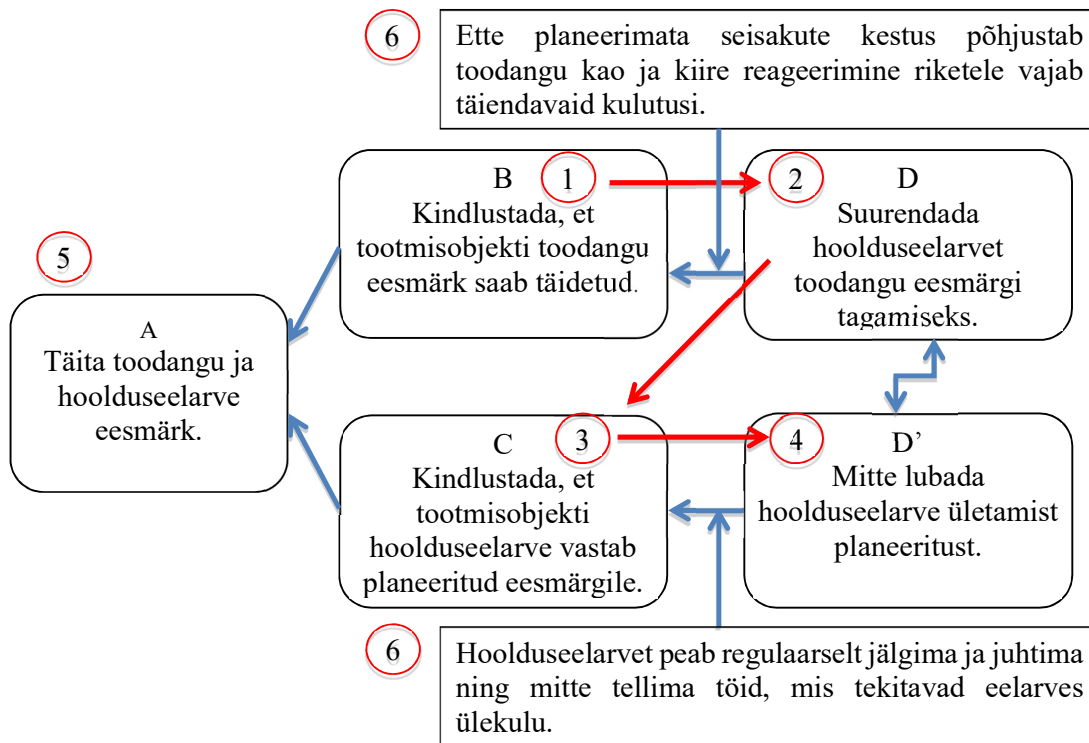 6
Ette planeerimata seisakute kestus põhjustab
toodangu kao ja kiire reageerimine riketele vajab
täiendavaid kulutusi.
B 1
Kindlustada, et
tootmisobjekti toodangu
eesmärk saab täidetud.
2 D
Suurendada
hoolduseelarvet
toodangu eesmärgi
tagamiseks.
5
A
Täita toodangu ja
hoolduseelarve
eesmärk.
C 3
Kindlustada, et
tootmisobjekti
hoolduseelarve vastab
planeeritud eesmärgile.
4 D’
Mitte lubada
hoolduseelarve ületamist
planeeritust.
6
Hoolduseelarvet peab regulaarselt jälgima ja juhtima
ning mitte tellima töid, mis tekitavad eelarves
ülekulu.